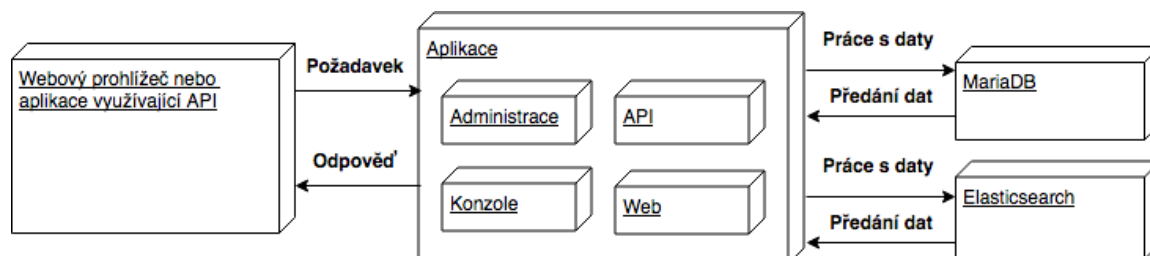 Webový prohlížeč nebo
aplikace využívající API
Požadavek
Odpověď
Aplikace
Administrace
API
Konzole
Web
Práce s daty
Předání dat
MariaDB
Práce s daty
Předání dat
Elasticsearch